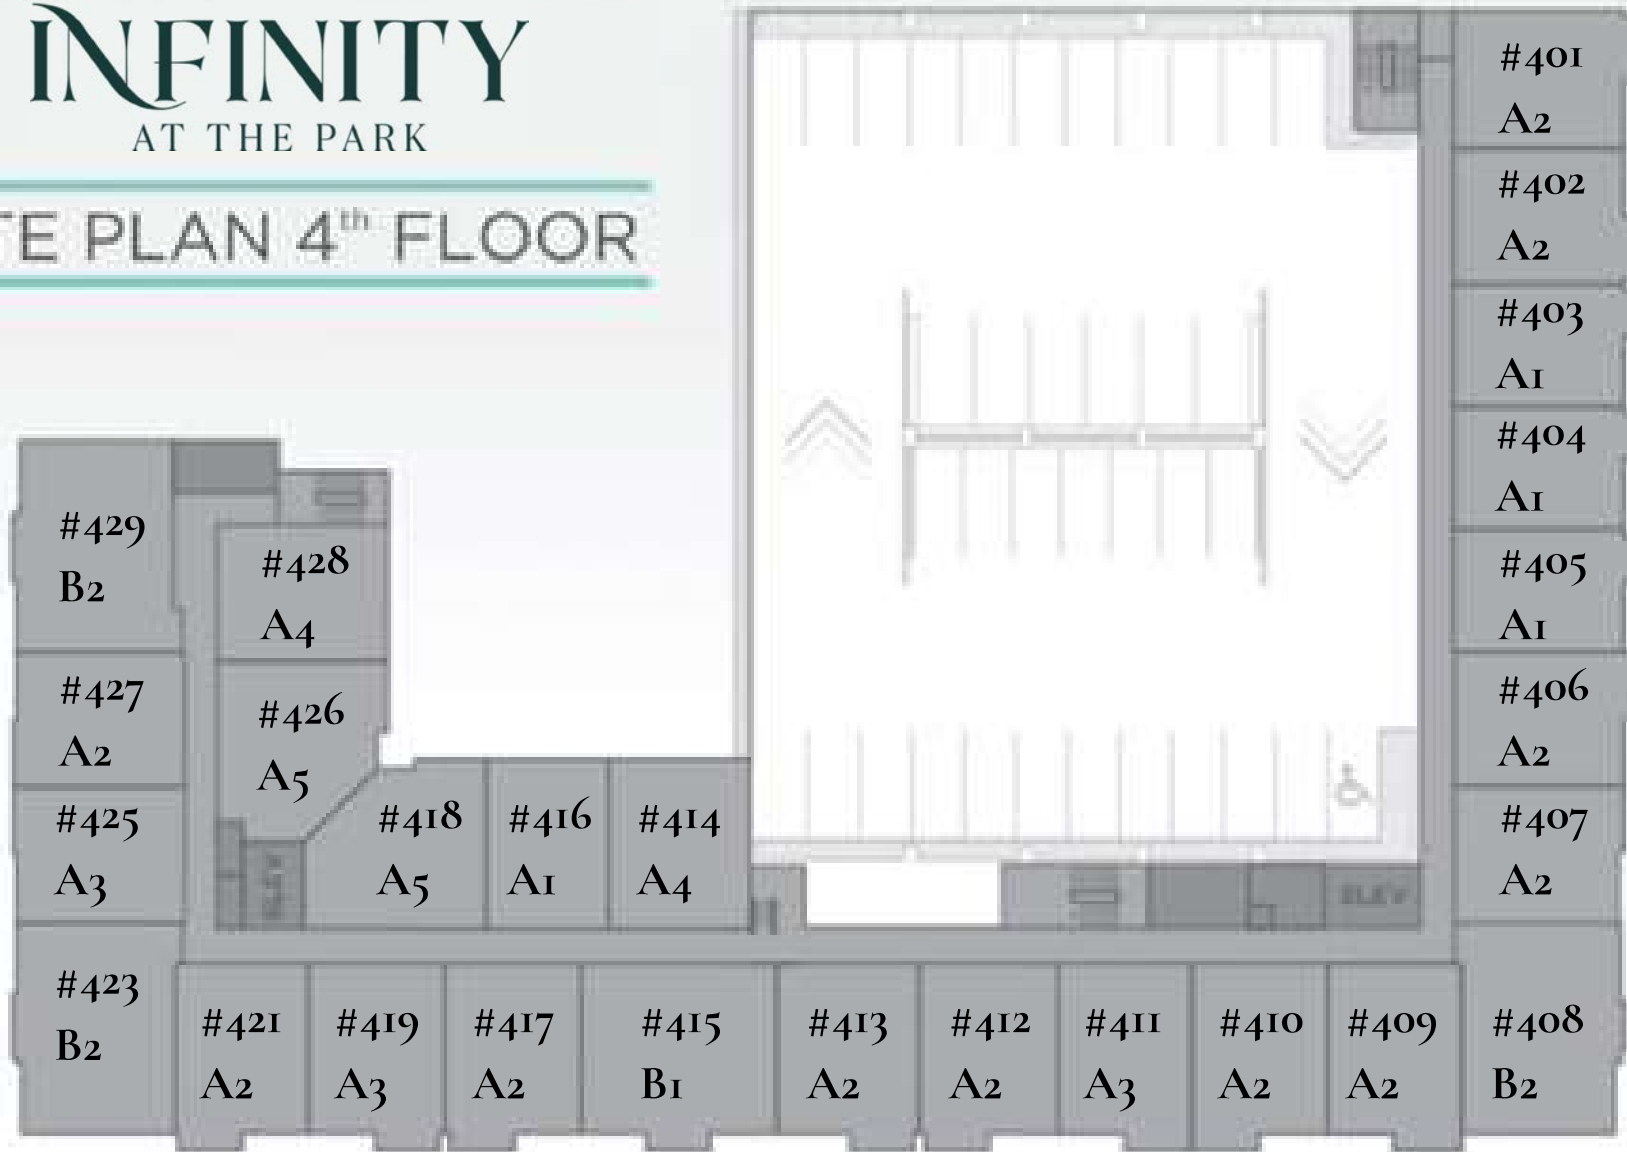 INFINITY
AT THE PARK
TE PLAN 4th FLOOR
#401
A2
#402
A2
#403
A1
#404
A1
#405
A1
#406
A2
#407
A2
#408
B2
#409
A2
#410
A2
#411
A3
#412
A2
#413
A2
#415
B1
#417
A2
#419
A3
#421
A2
#423
B2
#425
A3
#427
A2
#429
B2
#428
A4
#426
A5
#418
A5
#416
A1
#414
A4
ELEV
ELEV